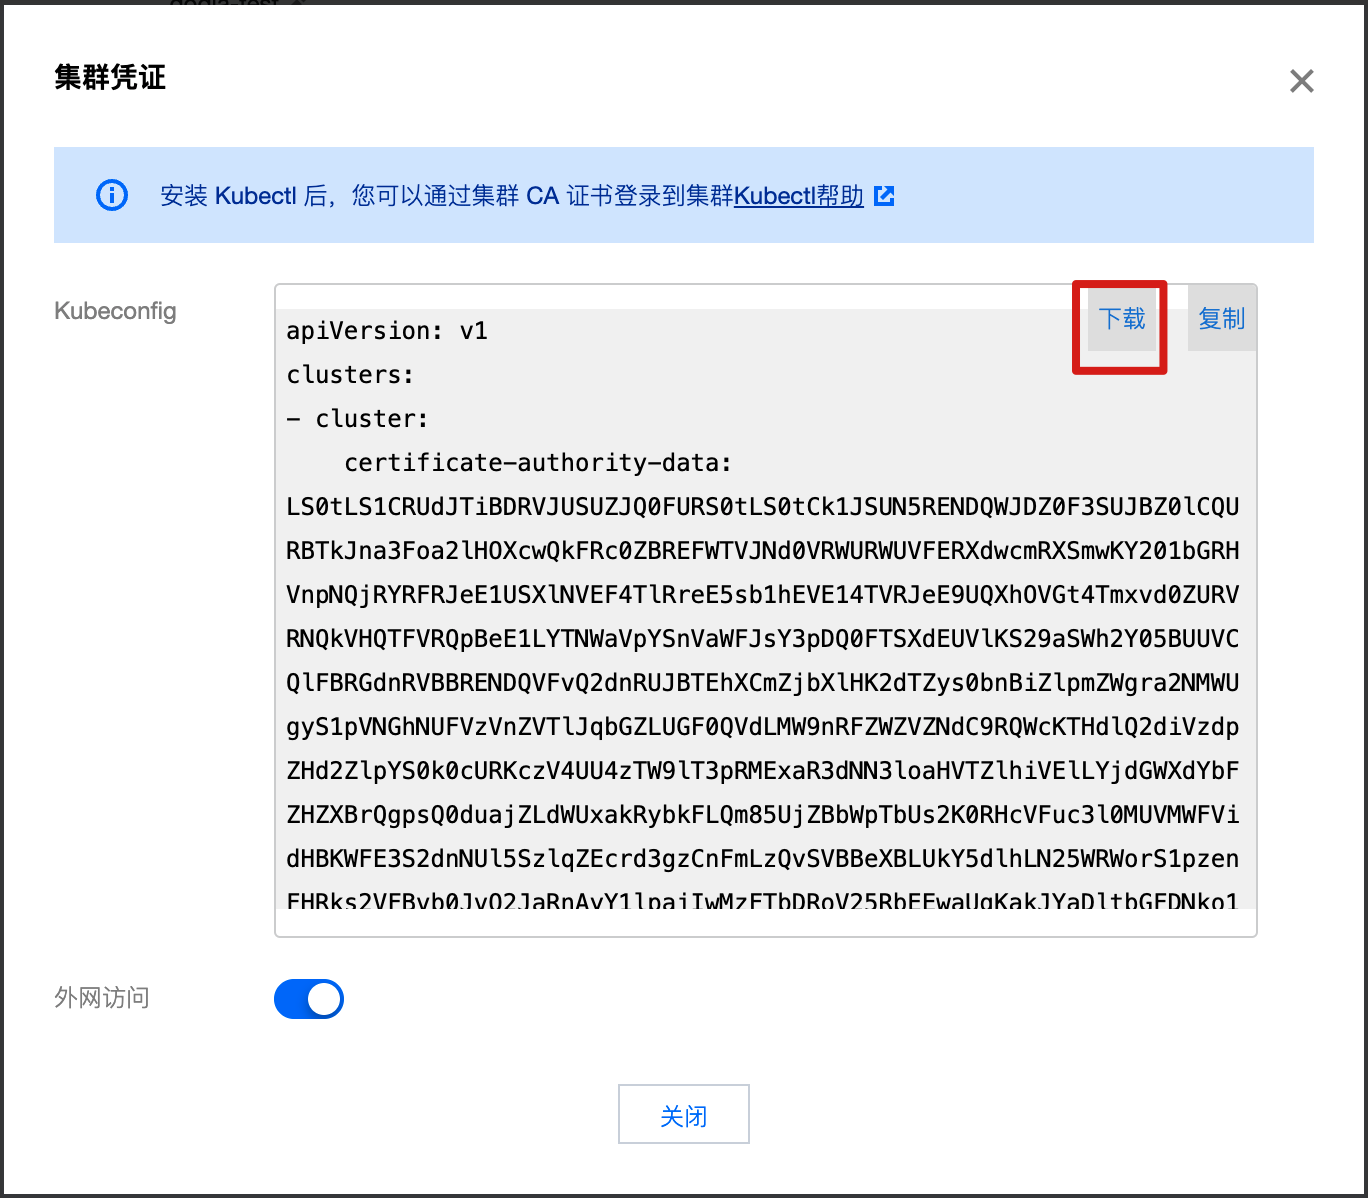 集群凭证
安装 Kubectl 后，您可以通过集群 CA 证书登录到集群Kubectl帮助
Kubeconfig
下载
复制
apiVersion: v1
clusters:
- cluster:
certificate-authority-data:
LS0tLS1CRUdJTiBDRVJUSUZJQ0FURS0tLS0tCk1JSUN5RENDQWJDZ0F3SUJBZ0lCQU
RBTkJna3Foa2lHOXcwQkFRc0ZBREFWTVJNd0VRWURWUVFERXdwcmRXSmwKY201bGRH
VnpNQjRYRFRJeE1USXlNVEF4TlRreE5sb1hEVE14TVRJeE9UQXhOVGt4Tmxvd0ZURV
RNQkVHQTFVRQpBeE1LYTNWaVpYSnVaWFJsY3pDQ0FTSXdEUVlKS29aSWh2Y05BUUVC
QlFBRGdnRVBBRENDQVFvQ2dnRUJBTEhXCmZjbXlHK2dTZys0bnBiZlpmZWgra2NMWU
gyS1pVNGhNUFVzVnZVTlJqbGZLUGF0QVdLMW9nRFZWZVZNdC9RQWcKTHdlQ2diVzdp
ZHd2ZlpYS0k0cURKczV4UU4zTW9lT3pRMExaR3dNN3loaHVTZlhiVElLYjdGWXdYbF
ZHZXBrQgpsQ0duajZLdWUxakRybkFLQm85UjZBbWpTbUs2K0RHcVFuc3l0MUVMWFVi
dHBKWFE3S2dnNUl5SzlqZEcrd3gzCnFmLzQvSVBBeXBLUkY5dlhLN25WRWorS1pzen
外网访问
关闭